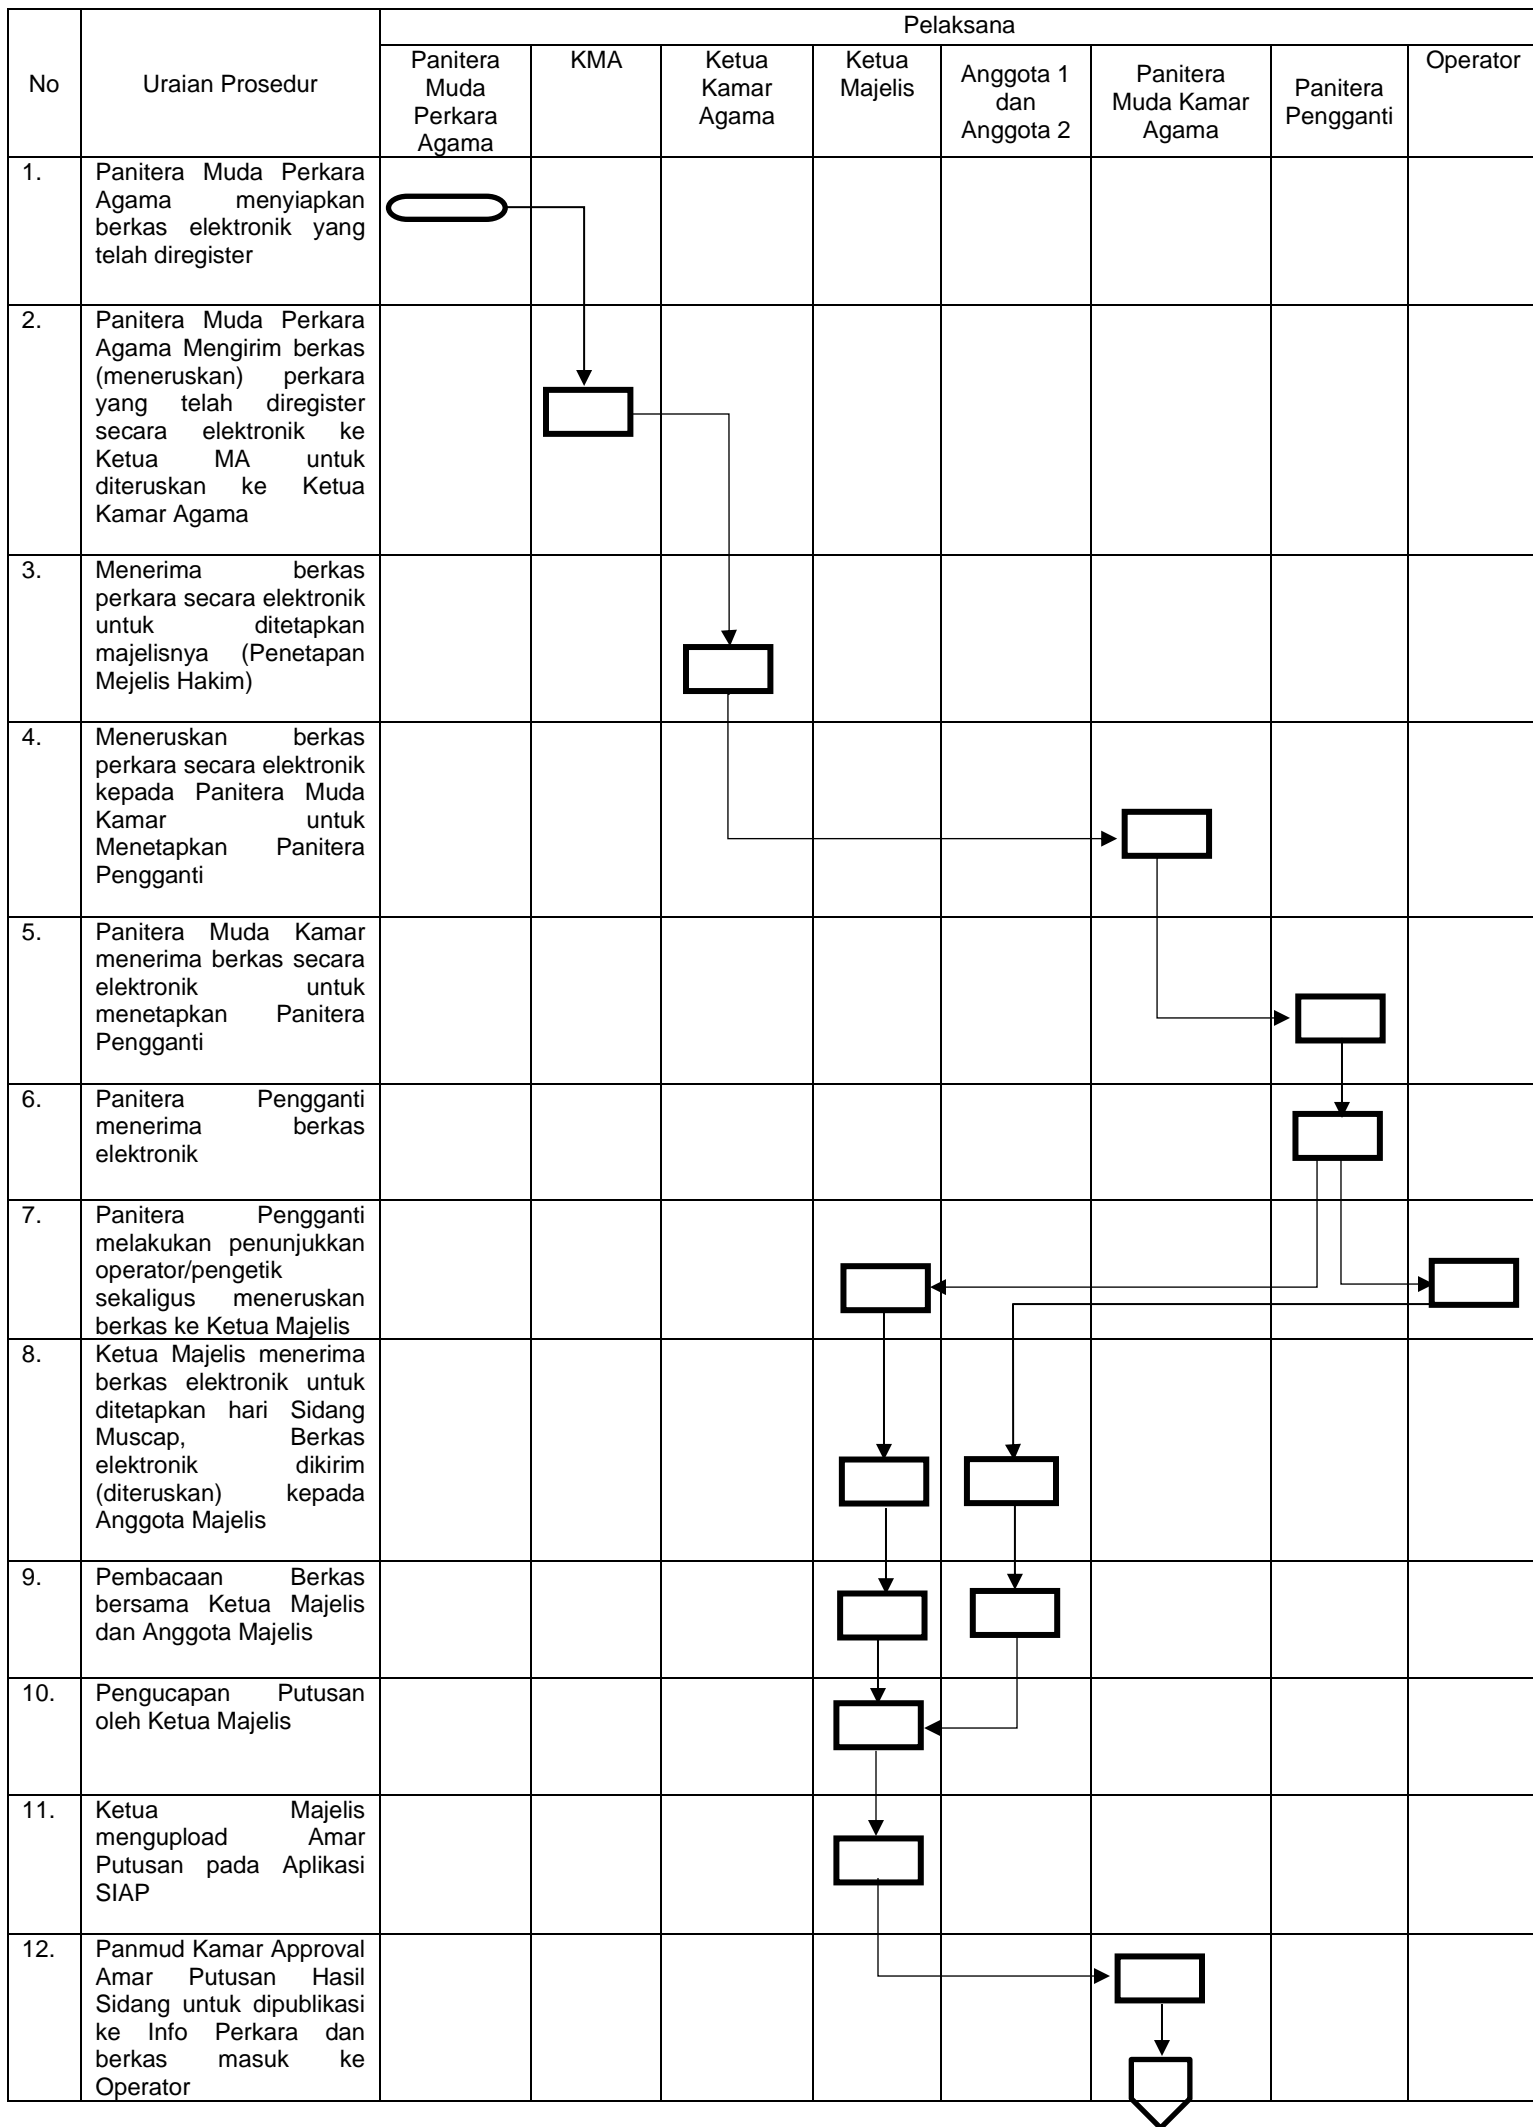 Pelaksana
No
Uraian Prosedur
Panitera
Muda
Perkara
Agama
KMA
Ketua
Kamar
Agama
Ketua
Majelis
Anggota 1
dan
Anggota 2
Panitera
Muda Kamar
Agama
Panitera
Pengganti
Operator
1.
Panitera Muda Perkara
Agama menyiapkan
berkas elektronik yang
telah diregister
2.
Panitera Muda Perkara
Agama Mengirim berkas
(meneruskan) perkara
yang telah diregister
secara elektronik ke
Ketua MA untuk
diteruskan ke Ketua
Kamar Agama
3.
Menerima berkas
perkara secara elektronik
untuk ditetapkan
majelisnya (Penetapan
Mejelis Hakim)
4.
Meneruskan berkas
perkara secara elektronik
kepada Panitera Muda
Kamar untuk
Menetapkan Panitera
Pengganti
5.
Panitera Muda Kamar
menerima berkas secara
elektronik untuk
menetapkan Panitera
Pengganti
6.
Panitera Pengganti
menerima berkas
elektronik
7.
Panitera Pengganti
melakukan penunjukkan
operator/pengetik
sekaligus meneruskan
berkas ke Ketua Majelis
8.
Ketua Majelis menerima
berkas elektronik untuk
ditetapkan hari Sidang
Muscap, Berkas
elektronik dikirim
(diteruskan) kepada
Anggota Majelis
9.
Pembacaan Berkas
bersama Ketua Majelis
dan Anggota Majelis
10.
Pengucapan Putusan
oleh Ketua Majelis
11.
Ketua Majelis
mengupload Amar
Putusan pada Aplikasi
SIAP
12.
Panmud Kamar Approval
Amar Putusan Hasil
Sidang untuk dipublikasi
ke Info Perkara dan
berkas masuk ke
Operator